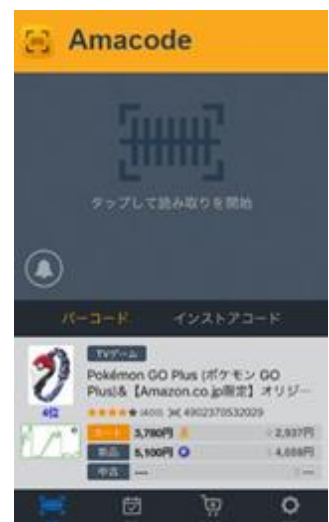 Amacode
タップして読み取りを開始
バーコード インストアコード
TVゲーム
Pokémon GO Plus (ポケモン GO
Plus)& 【Amazon.co.jp限定】オリジ…
4位 (400) 4902370532029
カート 3,780円 2,937円
新品 5,100円 4,059円
中古 --- ---